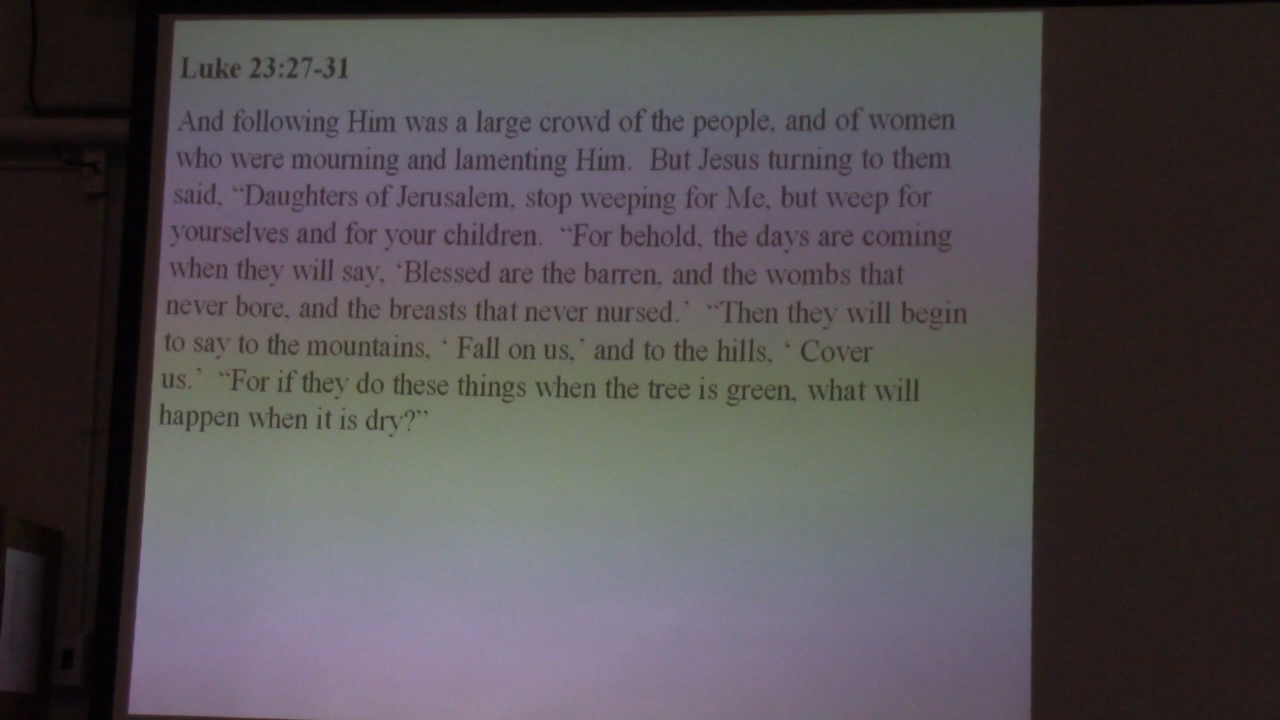 Luke 23:27-31
And following Him was a large crowd of the people, and of women
who were mourning and lamenting Him.  But Jesus turning to them
said, “Daughters of Jerusalem, stop weeping for Me, but weep for
yourselves and for your children.  “For behold, the days are coming
when they will say, ‘Blessed are the barren, and the wombs that
never bore, and the breasts that never nursed.’  “Then they will begin
to say to the mountains, ‘ Fall on us,’ and to the hills, ‘ Cover
us.’  “For if they do these things when the tree is green, what will
happen when it is dry?”